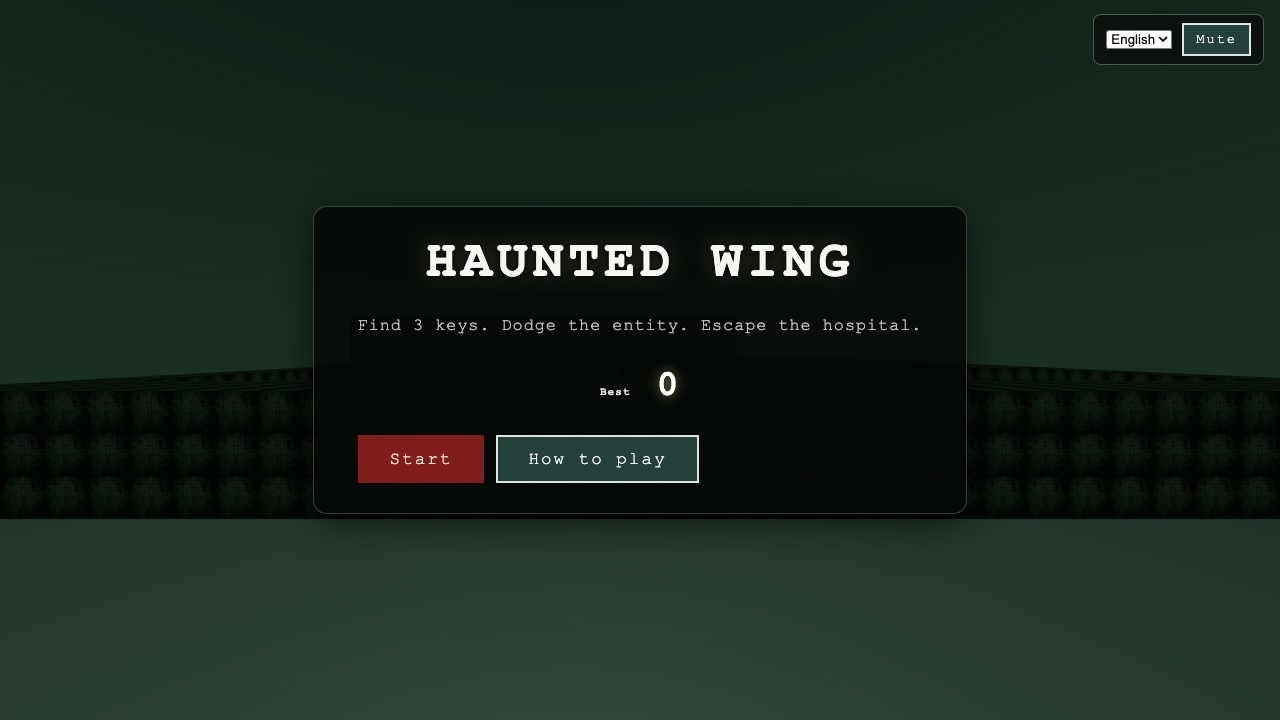 English
Mute
HAUNTED WING
Find 3 keys. Dodge the entity. Escape the hospital.
Best 0
Start
How to play